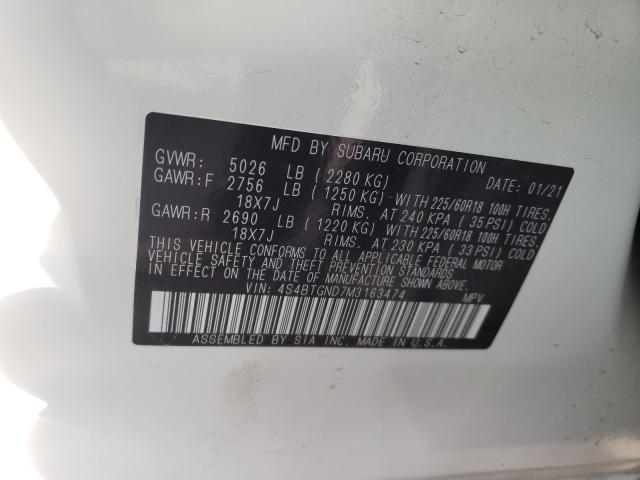 MFD BY SUBARU CORPORATION
GVWR: 5026 LB (2280 KG) DATE: 01/21
GAWR:F 2756 LB (1250 KG) WITH 225/60R18 100H TIRES,
18X7J RIMS, AT 240 KPA (35 PSI) COLD
GAWR:R 2690 LB (1220 KG) WITH 225/60R18 100H TIRES,
18X7J RIMS, AT 230 KPA (33 PSI) COLD
THIS VEHICLE CONFORMS TO ALL APPLICABLE FEDERAL MOTOR
VEHICLE SAFETY AND THEFT PREVENTION STANDARDS
IN EFFECT ON THE DATE OF MANUFACTURE SHOWN ABOVE.
VIN: 4S4BTGND7M3163474 MPV
ASSEMBLED BY SIA INC. MADE IN U.S.A.